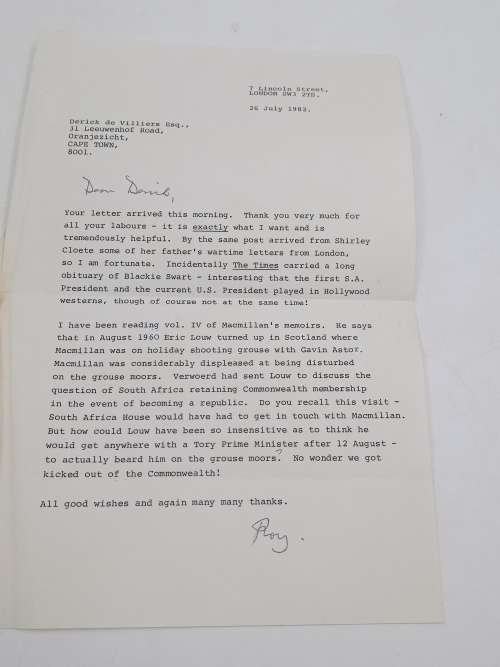 7 Lincoln Street,
LONDON SW3 2TS.
26 July 1982.
Derick de Villiers Esq.,
31 Leeuwenhof Road,
Oranjezicht,
CAPE TOWN,
8001.
Dear Derick,
Your letter arrived this morning. Thank you very much for
all your labours - it is exactly what I want and is
tremendously helpful. By the same post arrived from Shirley
Cloete some of her father's wartime letters from London,
so I am fortunate. Incidentally The Times carried a long
obituary of Blackie Swart - interesting that the first S.A.
President and the current U.S. President played in Hollywood
westerns, though of course not at the same time!
I have been reading vol. IV of Macmillan's memoirs. He says
that in August 1960 Eric Louw turned up in Scotland where
Macmillan was on holiday shooting grouse with Gavin Astor.
Macmillan was considerably displeased at being disturbed
on the grouse moors. Verwoerd had sent Louw to discuss the
question of South Africa retaining Commonwealth membership
in the event of becoming a republic. Do you recall this visit -
South Africa House would have had to get in touch with Macmillan.
But how could Louw have been so insensitive as to think he
would get anywhere with a Tory Prime Minister after 12 August -
to actually beard him on the grouse moors? No wonder we got
kicked out of the Commonwealth!
All good wishes and again many many thanks.
Roy.